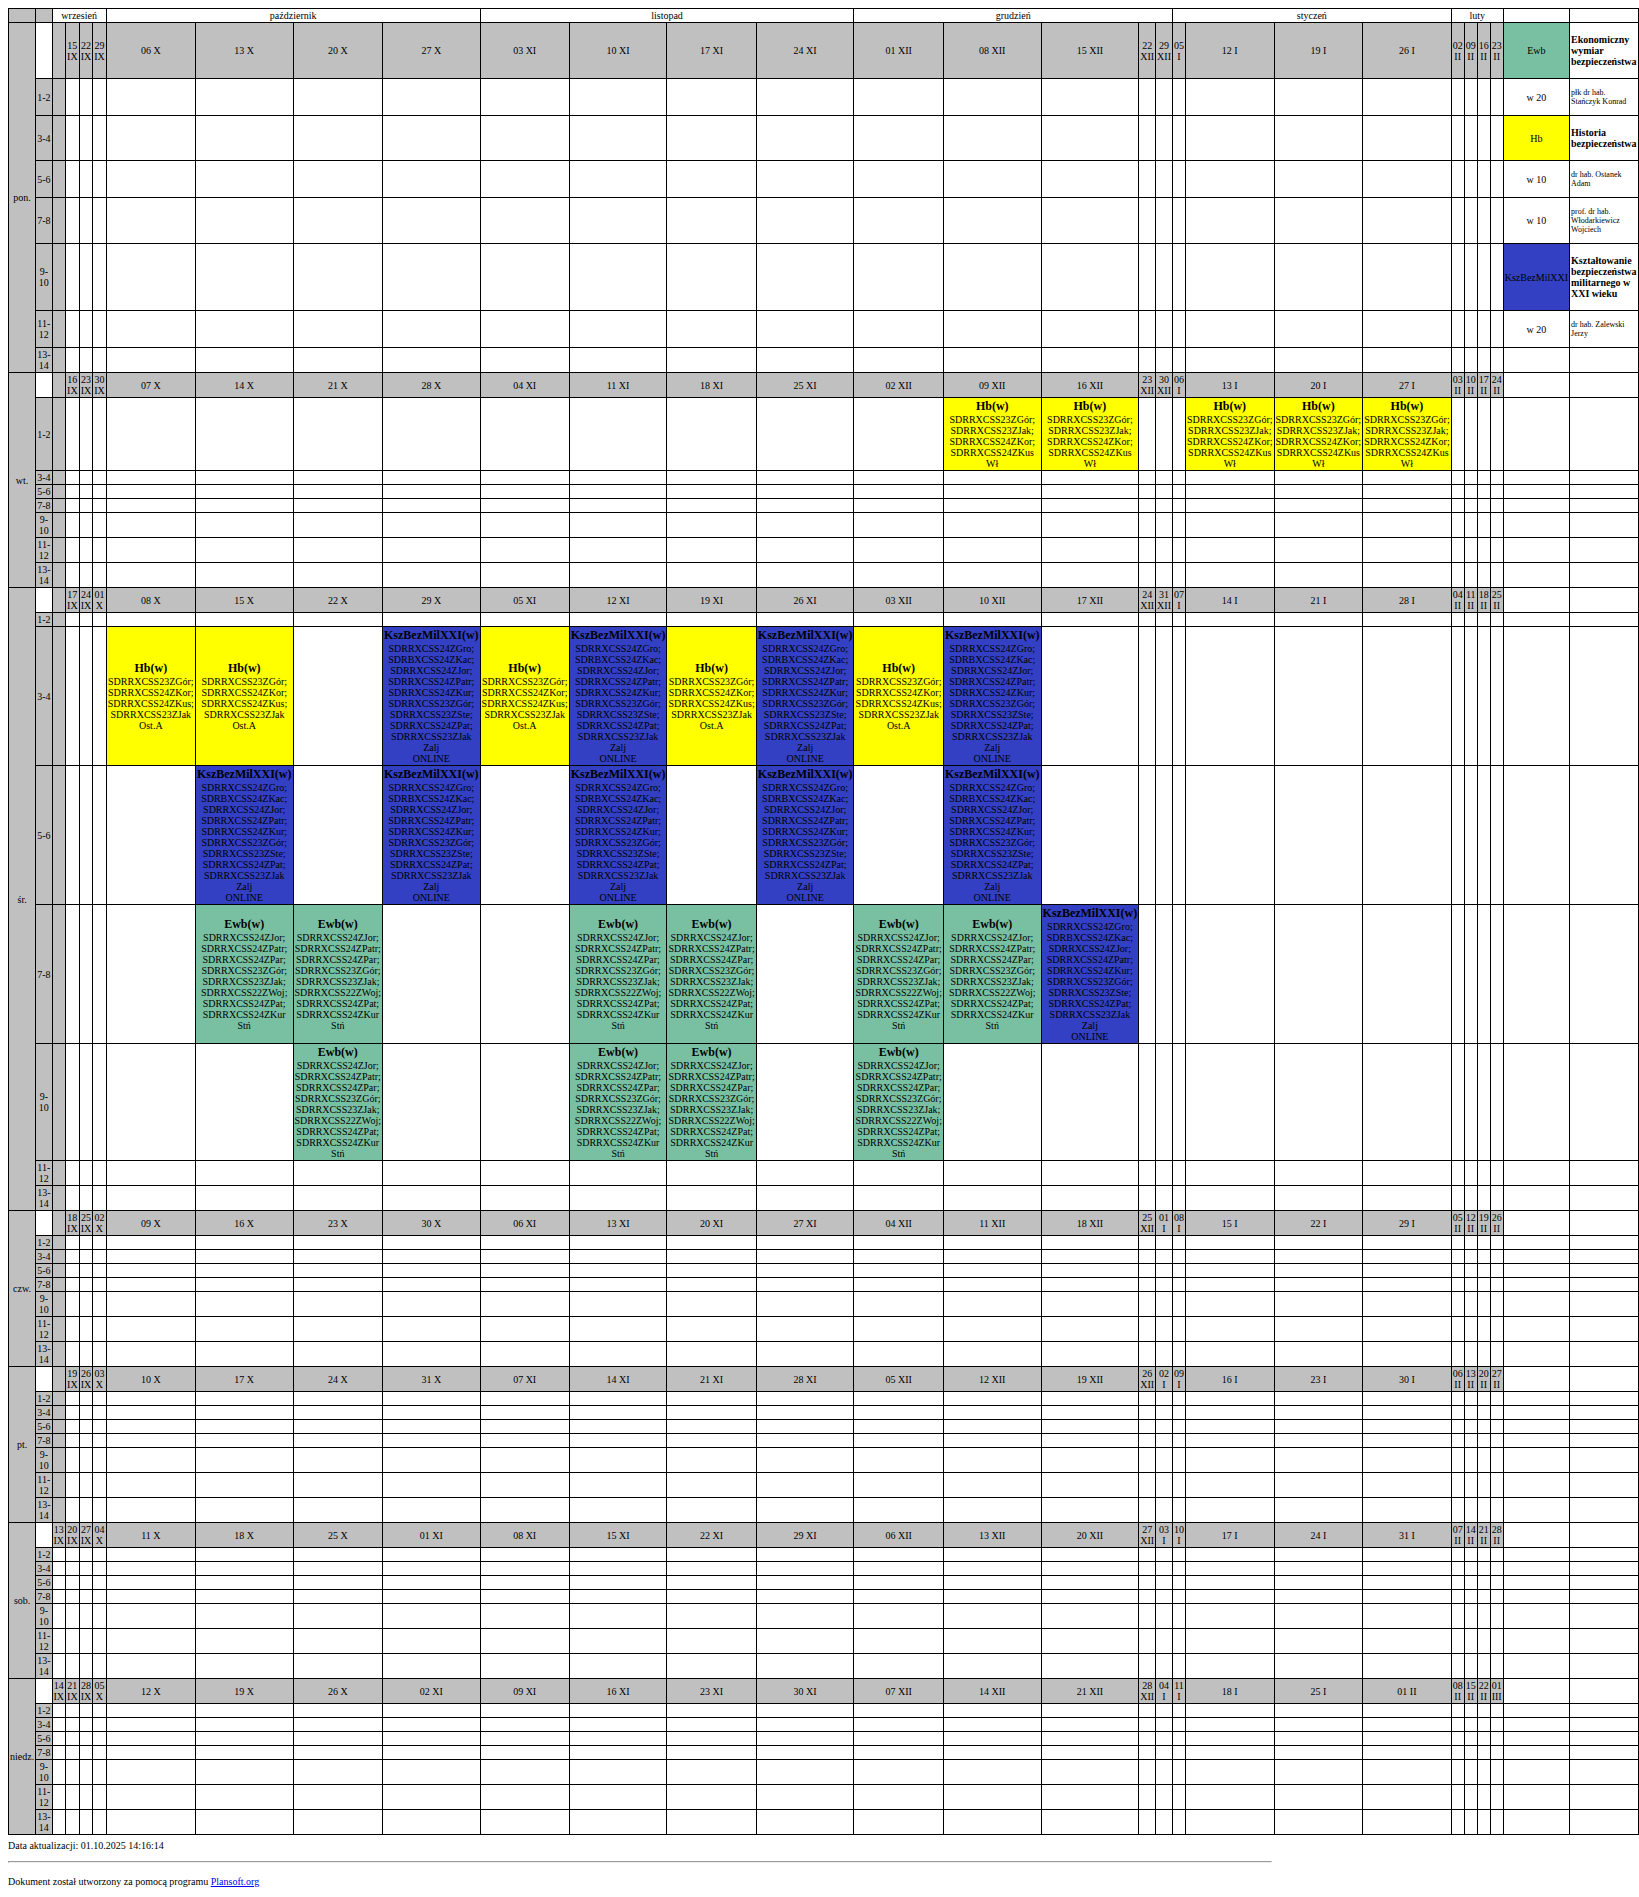 wrzesień październik listopad grudzień styczeń luty
pon. 15 IX 22 IX 29 IX 06 X 13 X 20 X 27 X 03 XI 10 XI 17 XI 24 XI 01 XII 08 XII 15 XII 22 XII 29 XII 05 I 12 I 19 I 26 I 02 II 09 II 16 II 23 II Ewb Ekonomiczny wymiar bezpieczeństwa
1-2 w 20 płk dr hab. Stańczyk Konrad
3-4 Hb Historia bezpieczeństwa
5-6 w 10 dr hab. Ostanek Adam
7-8 w 10 prof. dr hab. Włodarkiewicz Wojciech
9-10 KszBezMilXXI Kształtowanie bezpieczeństwa militarnego w XXI wieku
11-12 w 20 dr hab. Zalewski Jerzy
13-14
wt. 16 IX 23 IX 30 IX 07 X 14 X 21 X 28 X 04 XI 11 XI 18 XI 25 XI 02 XII 09 XII 16 XII 23 XII 30 XII 06 I 13 I 20 I 27 I 03 II 10 II 17 II 24 II
1-2
Hb(w) Hb(w) Hb(w) Hb(w) Hb(w)
SDRRXCSS23ZGór; SDRRXCSS23ZGór; SDRRXCSS23ZGór; SDRRXCSS23ZGór; SDRRXCSS23ZGór;
SDRRXCSS23ZJak; SDRRXCSS23ZJak; SDRRXCSS23ZJak; SDRRXCSS23ZJak; SDRRXCSS23ZJak;
SDRRXCSS24ZKor; SDRRXCSS24ZKor; SDRRXCSS24ZKor; SDRRXCSS24ZKor; SDRRXCSS24ZKor;
SDRRXCSS24ZKus SDRRXCSS24ZKus SDRRXCSS24ZKus SDRRXCSS24ZKus SDRRXCSS24ZKus
Wł Wł Wł Wł Wł
3-4
5-6
7-8
9-10
11-12
13-14
śr. 17 IX 24 IX 01 X 08 X 15 X 22 X 29 X 05 XI 12 XI 19 XI 26 XI 03 XII 10 XII 17 XII 24 XII 31 XII 07 I 14 I 21 I 28 I 04 II 11 II 18 II 25 II
1-2
3-4
Hb(w) SDRRXCSS23ZGór; SDRRXCSS24ZKor; SDRRXCSS24ZKus; SDRRXCSS23ZJak Ost.A
Hb(w) SDRRXCSS23ZGór; SDRRXCSS24ZKor; SDRRXCSS24ZKus; SDRRXCSS23ZJak Ost.A
KszBezMilXXI(w) SDRRXCSS24ZGro; SDRBXCSS24ZKac; SDRRXCSS24ZJor; SDRRXCSS24ZPatr; SDRRXCSS24ZKur; SDRRXCSS23ZGór; SDRRXCSS23ZSte; SDRRXCSS24ZPat; SDRRXCSS23ZJak Zalj ONLINE
Hb(w) SDRRXCSS23ZGór; SDRRXCSS24ZKor; SDRRXCSS24ZKus; SDRRXCSS23ZJak Ost.A
KszBezMilXXI(w) SDRRXCSS24ZGro; SDRBXCSS24ZKac; SDRRXCSS24ZJor; SDRRXCSS24ZPatr; SDRRXCSS24ZKur; SDRRXCSS23ZGór; SDRRXCSS23ZSte; SDRRXCSS24ZPat; SDRRXCSS23ZJak Zalj ONLINE
Hb(w) SDRRXCSS23ZGór; SDRRXCSS24ZKor; SDRRXCSS24ZKus; SDRRXCSS23ZJak Ost.A
KszBezMilXXI(w) SDRRXCSS24ZGro; SDRBXCSS24ZKac; SDRRXCSS24ZJor; SDRRXCSS24ZPatr; SDRRXCSS24ZKur; SDRRXCSS23ZGór; SDRRXCSS23ZSte; SDRRXCSS24ZPat; SDRRXCSS23ZJak Zalj ONLINE
Hb(w) SDRRXCSS23ZGór; SDRRXCSS24ZKor; SDRRXCSS24ZKus; SDRRXCSS23ZJak Ost.A
KszBezMilXXI(w) SDRRXCSS24ZGro; SDRBXCSS24ZKac; SDRRXCSS24ZJor; SDRRXCSS24ZPatr; SDRRXCSS24ZKur; SDRRXCSS23ZGór; SDRRXCSS23ZSte; SDRRXCSS24ZPat; SDRRXCSS23ZJak Zalj ONLINE
5-6
KszBezMilXXI(w) SDRRXCSS24ZGro; SDRBXCSS24ZKac; SDRRXCSS24ZJor; SDRRXCSS24ZPatr; SDRRXCSS24ZKur; SDRRXCSS23ZGór; SDRRXCSS23ZSte; SDRRXCSS24ZPat; SDRRXCSS23ZJak Zalj ONLINE
KszBezMilXXI(w) SDRRXCSS24ZGro; SDRBXCSS24ZKac; SDRRXCSS24ZJor; SDRRXCSS24ZPatr; SDRRXCSS24ZKur; SDRRXCSS23ZGór; SDRRXCSS23ZSte; SDRRXCSS24ZPat; SDRRXCSS23ZJak Zalj ONLINE
KszBezMilXXI(w) SDRRXCSS24ZGro; SDRBXCSS24ZKac; SDRRXCSS24ZJor; SDRRXCSS24ZPatr; SDRRXCSS24ZKur; SDRRXCSS23ZGór; SDRRXCSS23ZSte; SDRRXCSS24ZPat; SDRRXCSS23ZJak Zalj ONLINE
KszBezMilXXI(w) SDRRXCSS24ZGro; SDRBXCSS24ZKac; SDRRXCSS24ZJor; SDRRXCSS24ZPatr; SDRRXCSS24ZKur; SDRRXCSS23ZGór; SDRRXCSS23ZSte; SDRRXCSS24ZPat; SDRRXCSS23ZJak Zalj ONLINE
KszBezMilXXI(w) SDRRXCSS24ZGro; SDRBXCSS24ZKac; SDRRXCSS24ZJor; SDRRXCSS24ZPatr; SDRRXCSS24ZKur; SDRRXCSS23ZGór; SDRRXCSS23ZSte; SDRRXCSS24ZPat; SDRRXCSS23ZJak Zalj ONLINE
7-8
Ewb(w) SDRRXCSS24ZJor; SDRRXCSS24ZPatr; SDRRXCSS24ZPar; SDRRXCSS23ZGór; SDRRXCSS23ZJak; SDRRXCSS22ZWoj; SDRRXCSS24ZPat; SDRRXCSS24ZKur Stń
Ewb(w) SDRRXCSS24ZJor; SDRRXCSS24ZPatr; SDRRXCSS24ZPar; SDRRXCSS23ZGór; SDRRXCSS23ZJak; SDRRXCSS22ZWoj; SDRRXCSS24ZPat; SDRRXCSS24ZKur Stń
Ewb(w) SDRRXCSS24ZJor; SDRRXCSS24ZPatr; SDRRXCSS24ZPar; SDRRXCSS23ZGór; SDRRXCSS23ZJak; SDRRXCSS22ZWoj; SDRRXCSS24ZPat; SDRRXCSS24ZKur Stń
Ewb(w) SDRRXCSS24ZJor; SDRRXCSS24ZPatr; SDRRXCSS24ZPar; SDRRXCSS23ZGór; SDRRXCSS23ZJak; SDRRXCSS22ZWoj; SDRRXCSS24ZPat; SDRRXCSS24ZKur Stń
Ewb(w) SDRRXCSS24ZJor; SDRRXCSS24ZPatr; SDRRXCSS24ZPar; SDRRXCSS23ZGór; SDRRXCSS23ZJak; SDRRXCSS22ZWoj; SDRRXCSS24ZPat; SDRRXCSS24ZKur Stń
Ewb(w) SDRRXCSS24ZJor; SDRRXCSS24ZPatr; SDRRXCSS24ZPar; SDRRXCSS23ZGór; SDRRXCSS23ZJak; SDRRXCSS22ZWoj; SDRRXCSS24ZPat; SDRRXCSS24ZKur Stń
KszBezMilXXI(w) SDRRXCSS24ZGro; SDRBXCSS24ZKac; SDRRXCSS24ZJor; SDRRXCSS24ZPatr; SDRRXCSS24ZKur; SDRRXCSS23ZGór; SDRRXCSS23ZSte; SDRRXCSS24ZPat; SDRRXCSS23ZJak Zalj ONLINE
9-10
Ewb(w) SDRRXCSS24ZJor; SDRRXCSS24ZPatr; SDRRXCSS24ZPar; SDRRXCSS23ZGór; SDRRXCSS23ZJak; SDRRXCSS22ZWoj; SDRRXCSS24ZPat; SDRRXCSS24ZKur Stń
Ewb(w) SDRRXCSS24ZJor; SDRRXCSS24ZPatr; SDRRXCSS24ZPar; SDRRXCSS23ZGór; SDRRXCSS23ZJak; SDRRXCSS22ZWoj; SDRRXCSS24ZPat; SDRRXCSS24ZKur Stń
Ewb(w) SDRRXCSS24ZJor; SDRRXCSS24ZPatr; SDRRXCSS24ZPar; SDRRXCSS23ZGór; SDRRXCSS23ZJak; SDRRXCSS22ZWoj; SDRRXCSS24ZPat; SDRRXCSS24ZKur Stń
Ewb(w) SDRRXCSS24ZJor; SDRRXCSS24ZPatr; SDRRXCSS24ZPar; SDRRXCSS23ZGór; SDRRXCSS23ZJak; SDRRXCSS22ZWoj; SDRRXCSS24ZPat; SDRRXCSS24ZKur Stń
11-12
13-14
czw. 18 IX 25 IX 02 X 09 X 16 X 23 X 30 X 06 XI 13 XI 20 XI 27 XI 04 XII 11 XII 18 XII 25 XII 01 I 08 I 15 I 22 I 29 I 05 II 12 II 19 II 26 II
1-2
3-4
5-6
7-8
9-10
11-12
13-14
pt. 19 IX 26 IX 03 X 10 X 17 X 24 X 31 X 07 XI 14 XI 21 XI 28 XI 05 XII 12 XII 19 XII 26 XII 02 I 09 I 16 I 23 I 30 I 06 II 13 II 20 II 27 II
1-2
3-4
5-6
7-8
9-10
11-12
13-14
sob. 13 IX 20 IX 27 IX 04 X 11 X 18 X 25 X 01 XI 08 XI 15 XI 22 XI 29 XI 06 XII 13 XII 20 XII 27 XII 03 I 10 I 17 I 24 I 31 I 07 II 14 II 21 II 28 II
1-2
3-4
5-6
7-8
9-10
11-12
13-14
niedz. 14 IX 21 IX 28 IX 05 X 12 X 19 X 26 X 02 XI 09 XI 16 XI 23 XI 30 XI 07 XII 14 XII 21 XII 28 XII 04 I 11 I 18 I 25 I 01 II 08 II 15 II 22 II 01 III
1-2
3-4
5-6
7-8
9-10
11-12
13-14
Data aktualizacji: 01.10.2025 14:16:14
Dokument został utworzony za pomocą programu Plansoft.org